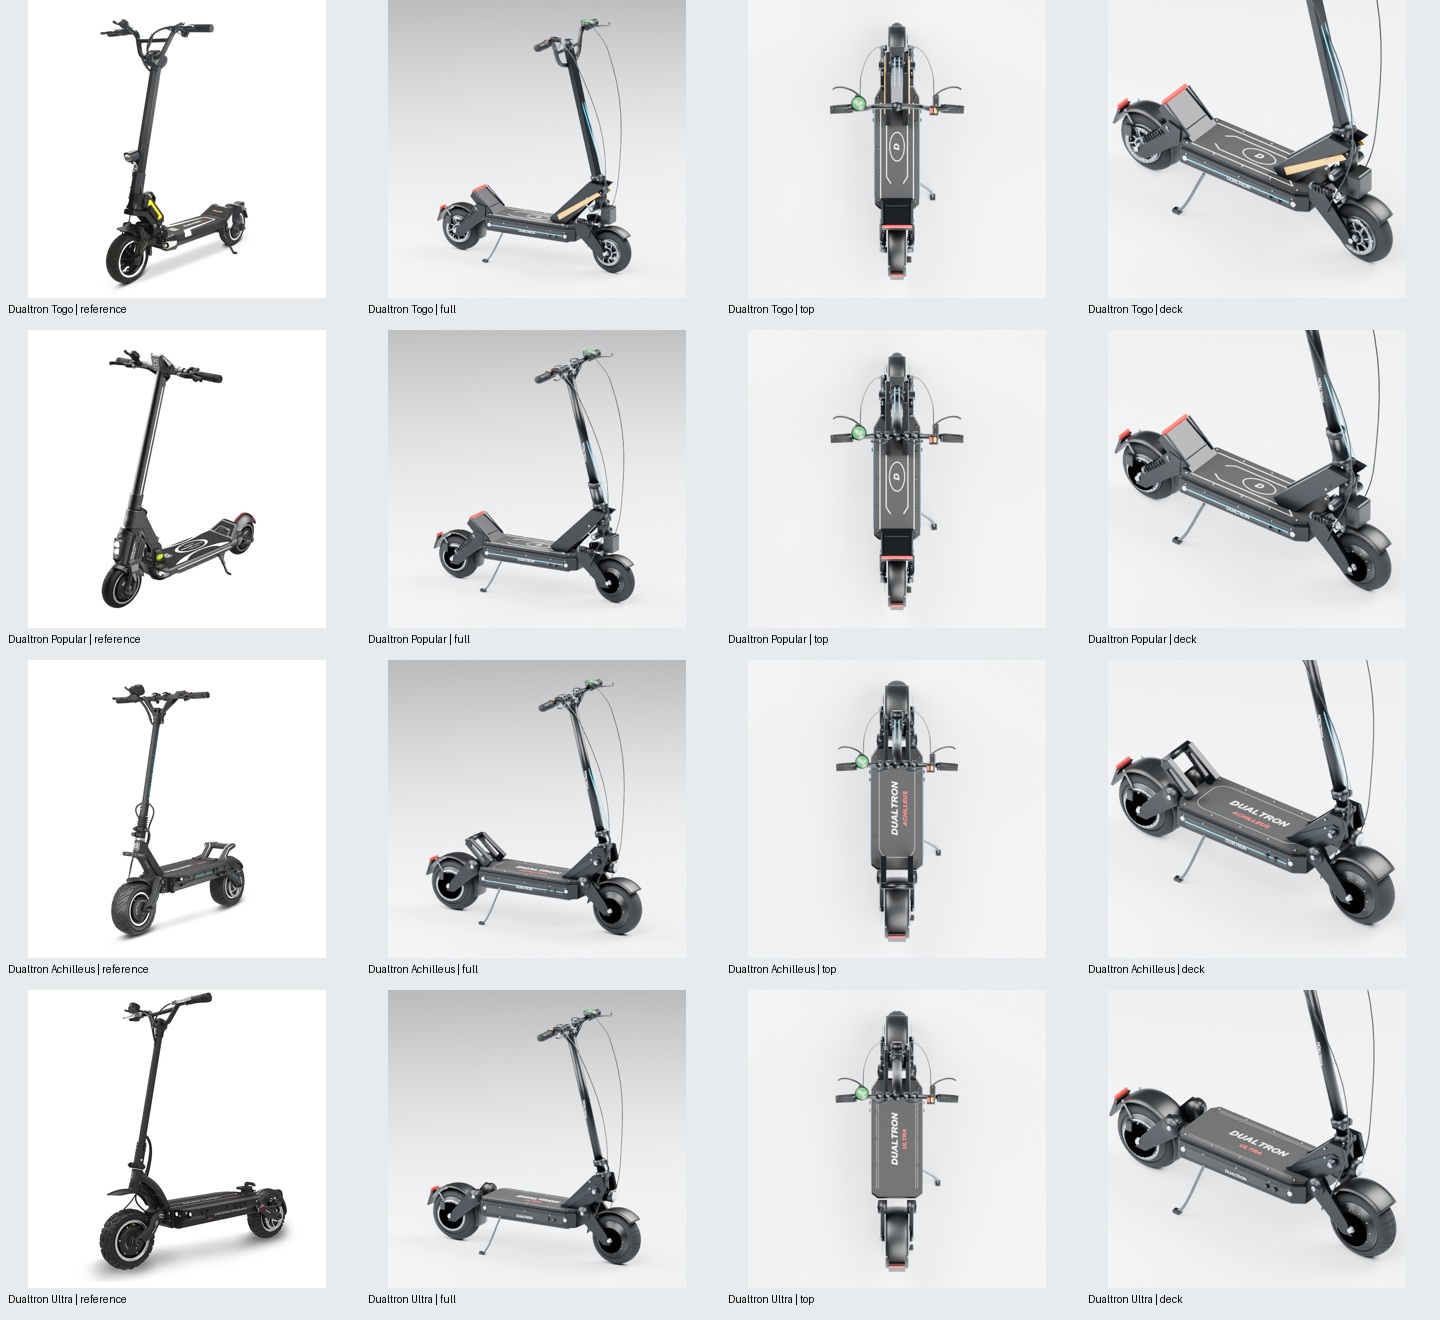 Dualtron Togo | reference
Dualtron Togo | full
Dualtron Togo | top
Dualtron Togo | deck
Dualtron Popular | reference
Dualtron Popular | full
Dualtron Popular | top
Dualtron Popular | deck
DUALTRON
ACHILLEUS
DUALTRON
ACHILLEUS
Dualtron Achilleus | reference
Dualtron Achilleus | full
Dualtron Achilleus | top
Dualtron Achilleus | deck
DUALTRON
ULTRA
DUALTRON
ULTRA
DUALTRON
Dualtron Ultra | reference
Dualtron Ultra | full
Dualtron Ultra | top
Dualtron Ultra | deck